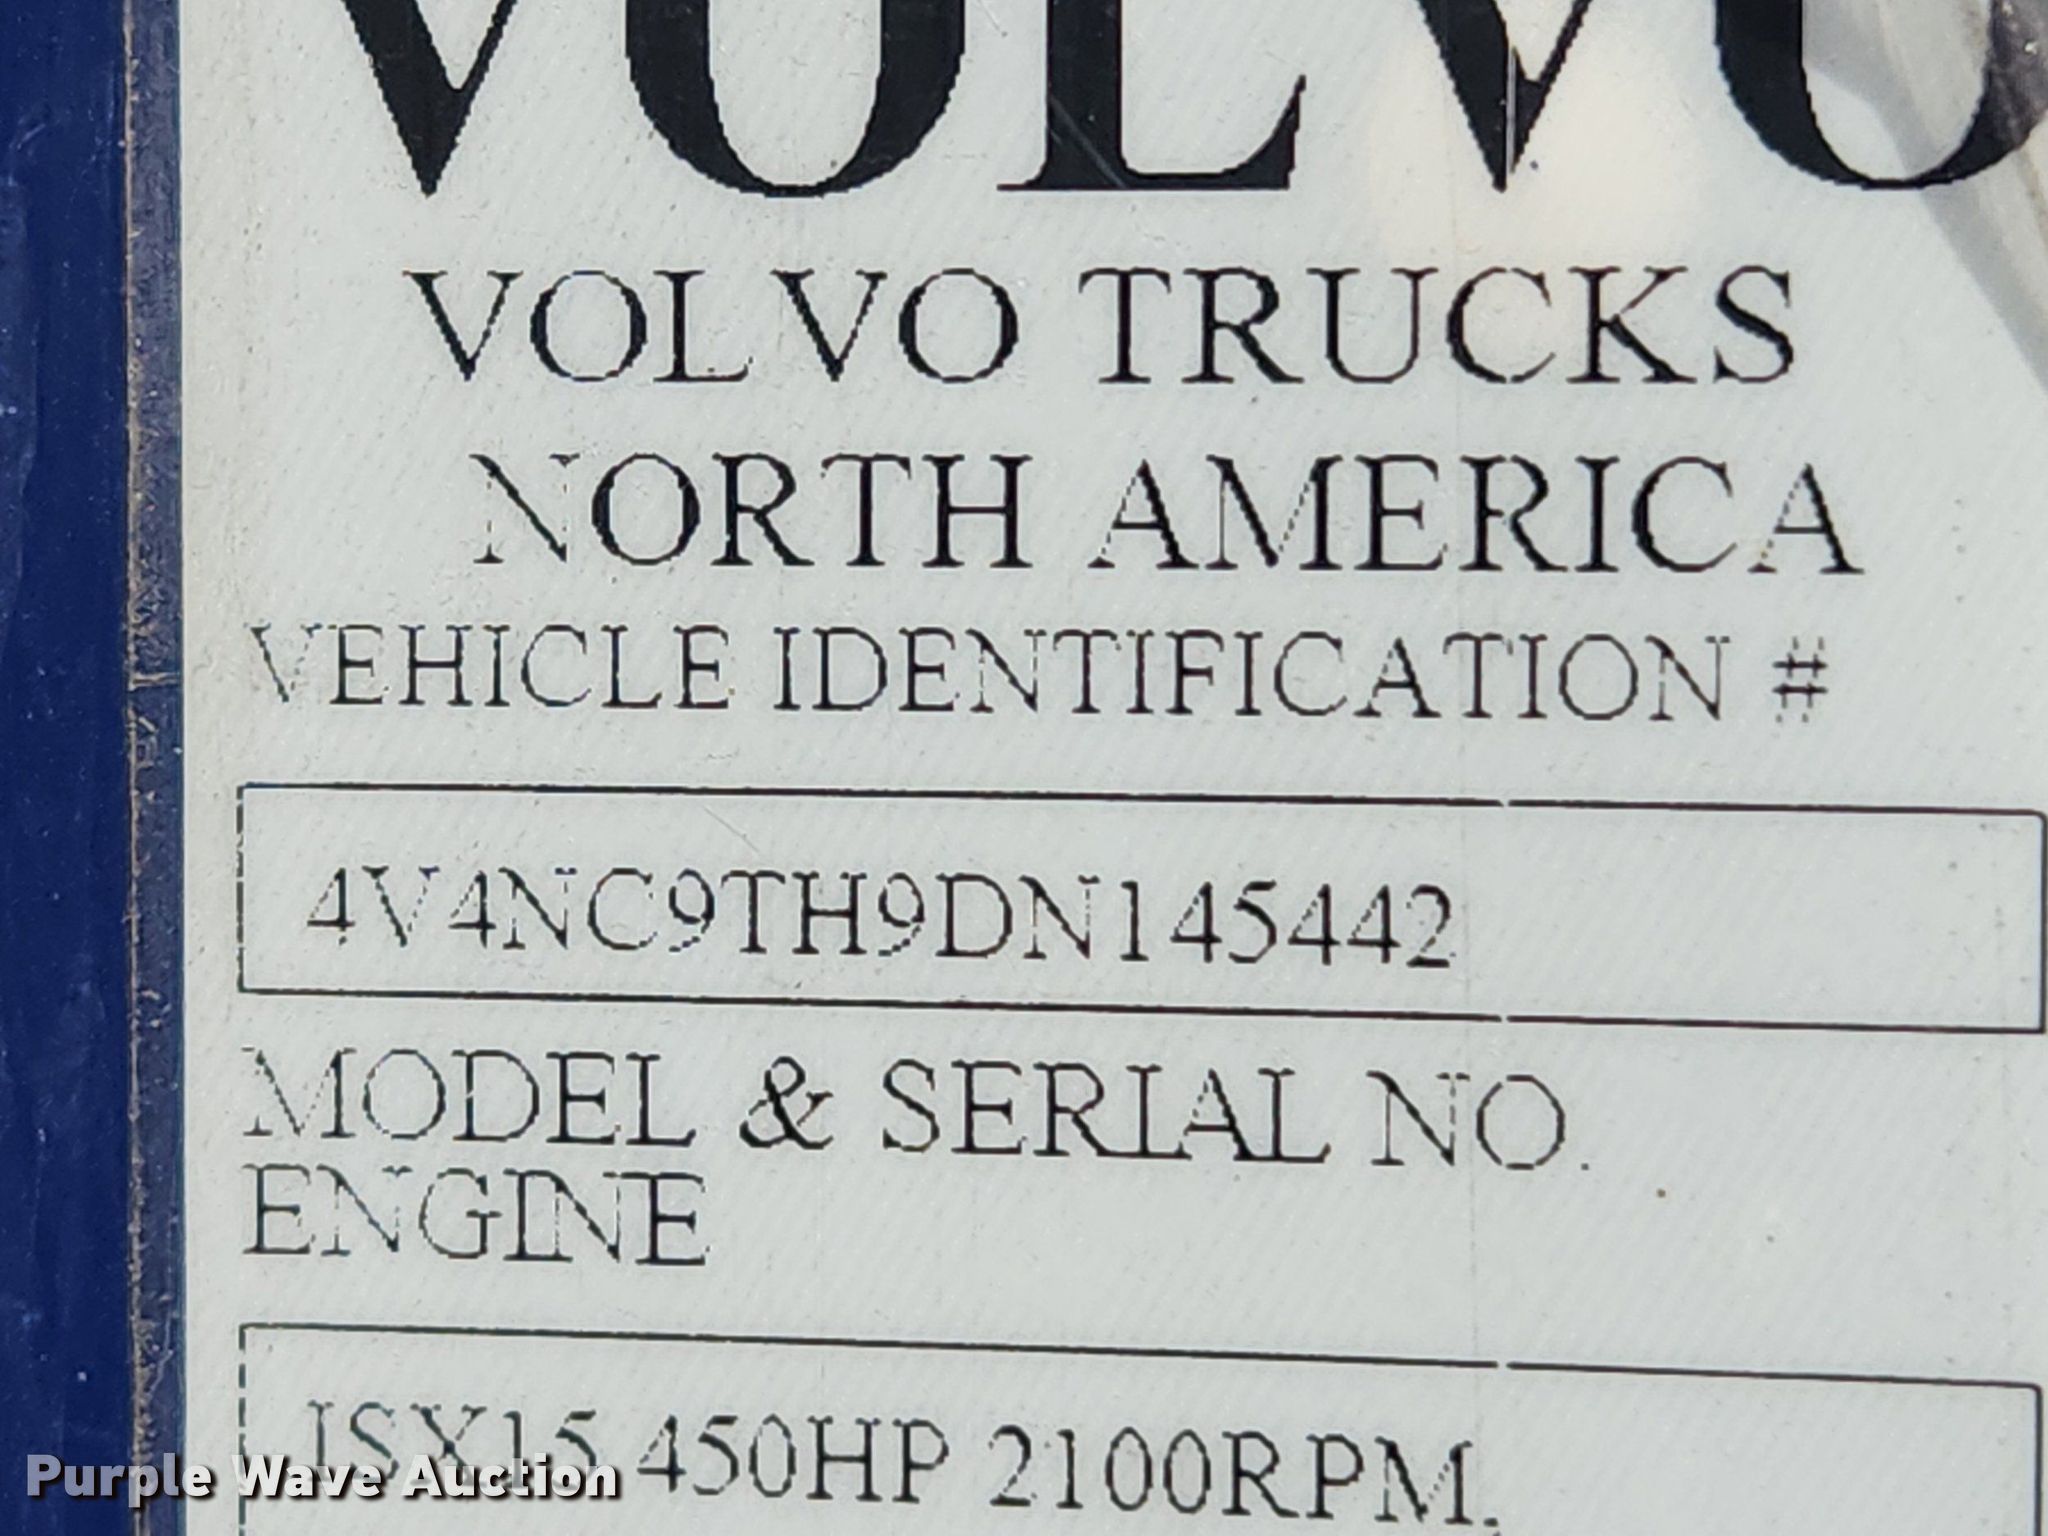 VOLVO
VOLVO TRUCKS
NORTH AMERICA
VEHICLE IDENTIFICATION #
4V4NC9TH9DN145442
MODEL & SERIAL NO.
ENGINE
ISX15 450HP 2100RPM.
Purple Wave Auction